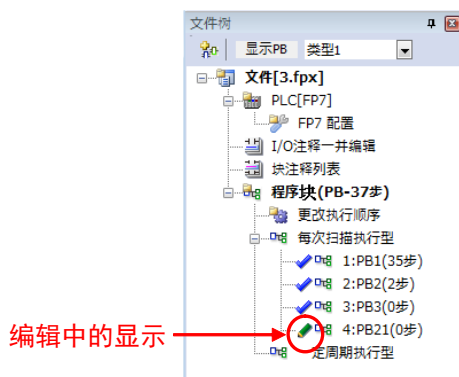 文件树
显示PB 类型1
文件[3.fpx]
PLC[FP7]
FP7 配置
I/O注释一并编辑
块注释列表
程序块(PB-37步)
更改执行顺序
每次扫描执行型
1:PB1(35步)
2:PB2(2步)
3:PB3(0步)
编辑中的显示
4:PB21(0步)
定周期执行型